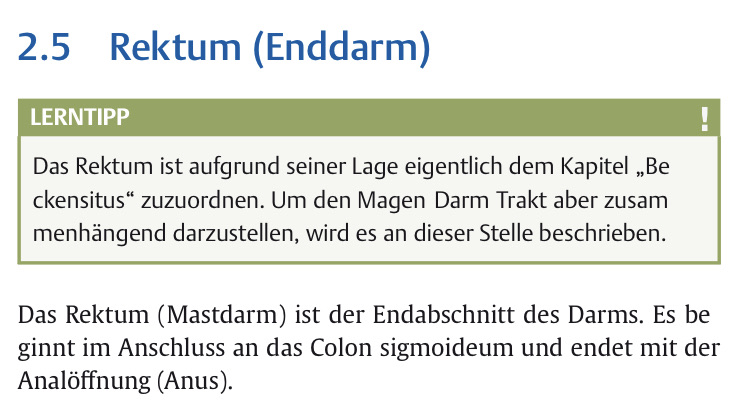 2.5 Rektum (Enddarm)
LERNTIPP !
Das Rektum ist aufgrund seiner Lage eigentlich dem Kapitel „Be
ckensitus“ zuzuordnen. Um den Magen Darm Trakt aber zusam
menhängend darzustellen, wird es an dieser Stelle beschrieben.
Das Rektum (Mastdarm) ist der Endabschnitt des Darms. Es be
ginnt im Anschluss an das Colon sigmoideum und endet mit der
Analöffnung (Anus).